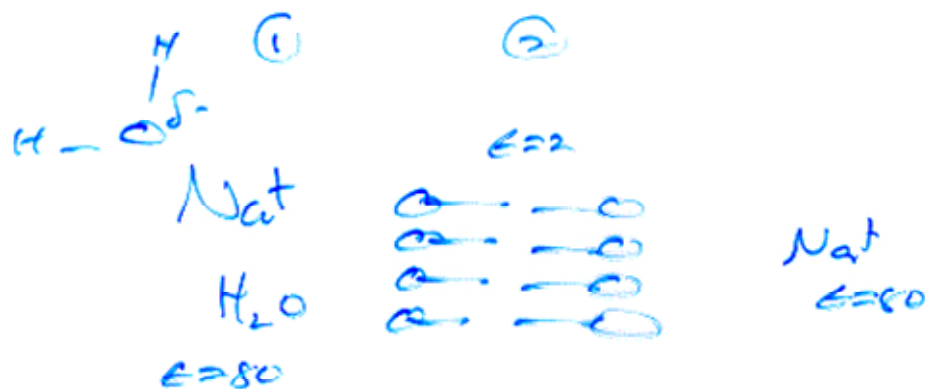 H ① ②
H - O δ-
ε=2
Na+
Na+
H₂O
ε=80
ε=80